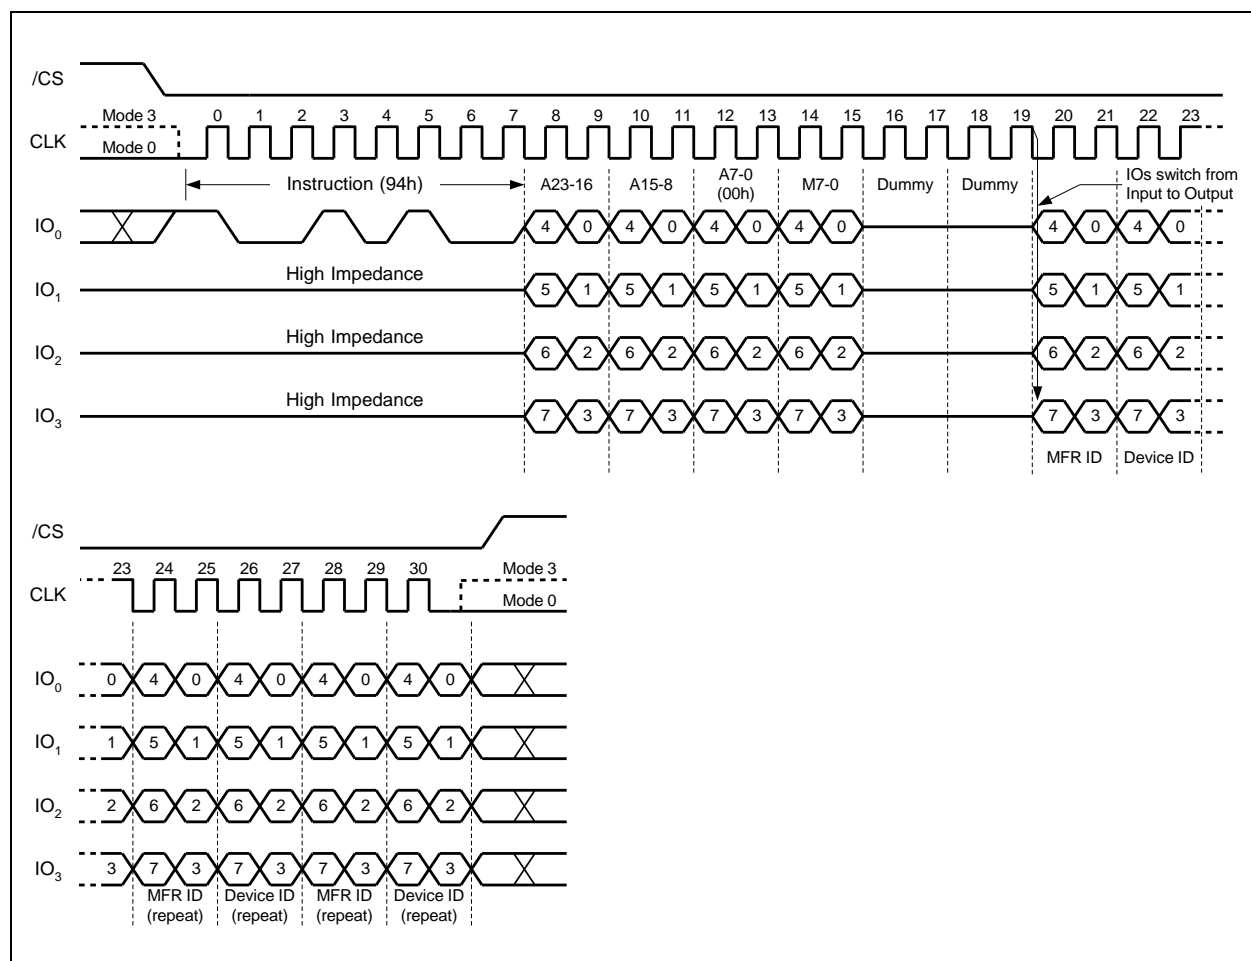 /CS
Mode 3 0 1 2 3 4 5 6 7 8 9 10 11 12 13 14 15 16 17 18 19 20 21 22 23
CLK
Mode 0
Instruction (94h) A23-16 A15-8 A7-0 (00h) M7-0 Dummy Dummy IOs switch from
Input to Output
IO0 4 0 4 0 4 0 4 0 4 0 4 0
High Impedance
IO1 5 1 5 1 5 1 5 1 5 1 5 1
High Impedance
IO2 6 2 6 2 6 2 6 2 6 2 6 2
High Impedance
IO3 7 3 7 3 7 3 7 3 7 3 7 3
MFR ID Device ID
/CS
23 24 25 26 27 28 29 30 Mode 3
CLK
Mode 0
IO0 0 4 0 4 0 4 0 4 0
IO1 1 5 1 5 1 5 1 5 1
IO2 2 6 2 6 2 6 2 6 2
IO3 3 7 3 7 3 7 3 7 3
MFR ID Device ID MFR ID Device ID
(repeat) (repeat) (repeat) (repeat)